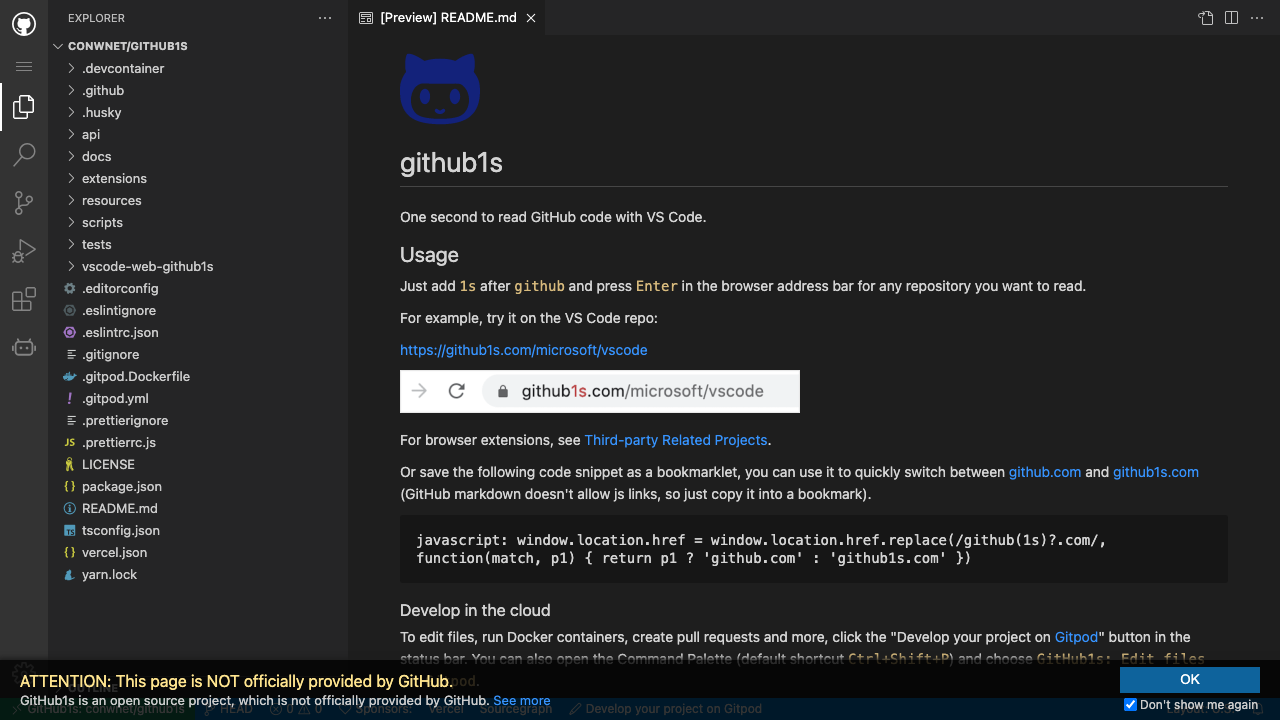 EXPLORER
CONWNET/GITHUB1S
.devcontainer
.github
.husky
api
docs
extensions
resources
scripts
tests
vscode-web-github1s
.editorconfig
.eslintignore
.eslintrc.json
.gitignore
.gitpod.Dockerfile
.gitpod.yml
.prettierignore
.prettierrc.js
LICENSE
package.json
README.md
tsconfig.json
vercel.json
yarn.lock
OUTLINE
[Preview] README.md
github1s
One second to read GitHub code with VS Code.
Usage
Just add 1s after github and press Enter in the browser address bar for any repository you want to read.
For example, try it on the VS Code repo:
https://github1s.com/microsoft/vscode
github1s.com/microsoft/vscode
For browser extensions, see Third-party Related Projects.
Or save the following code snippet as a bookmarklet, you can use it to quickly switch between github.com and github1s.com
(GitHub markdown doesn't allow js links, so just copy it into a bookmark).
javascript: window.location.href = window.location.href.replace(/github(1s)?.com/,
function(match, p1) { return p1 ? 'github.com' : 'github1s.com' })
Develop in the cloud
To edit files, run Docker containers, create pull requests and more, click the "Develop your project on Gitpod" button in the
status bar. You can also open the Command Palette (default shortcut Ctrl+Shift+P) and choose GitHub1s: Edit files
ATTENTION: This page is NOT officially provided by GitHub.
GitHub1s is an open source project, which is not officially provided by GitHub. See more
OK
Don't show me again
GitHub1s: conwnet/github1s HEAD 0 0 Sponsors: Vercel Sourcegraph Develop your project on Gitpod